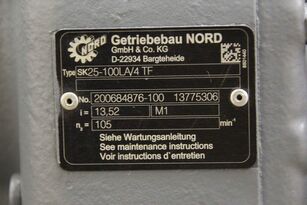 NORD
Getriebebau NORD
GmbH & Co. KG
D-22934 Bargteheide
Type SK25-100LA/4 TF
No. 200684876-100 13775306
i = 13,52 M1
n₂ = 105 min⁻¹
Siehe Wartungsanleitung
See maintenance instructions
Voir instructions d'entretien